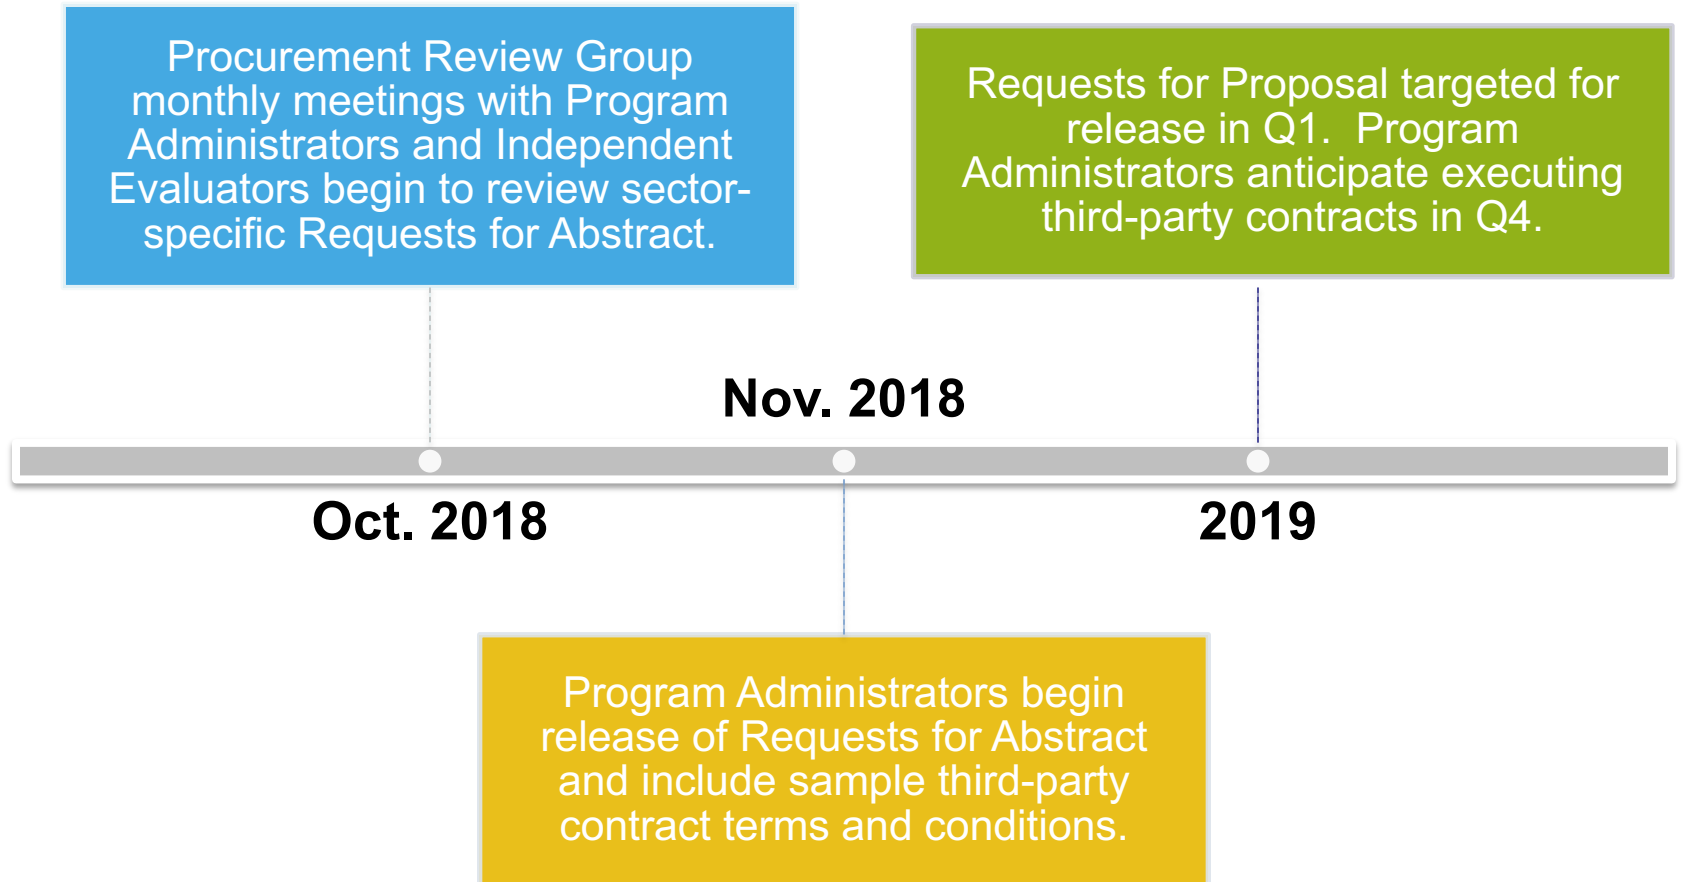 Procurement Review Group
monthly meetings with Program
Administrators and Independent
Evaluators begin to review sector-
specific Requests for Abstract.
Requests for Proposal targeted for
release in Q1.  Program
Administrators anticipate executing
third-party contracts in Q4.
Nov. 2018
Oct. 2018
2019
Program Administrators begin
release of Requests for Abstract
and include sample third-party
contract terms and conditions.